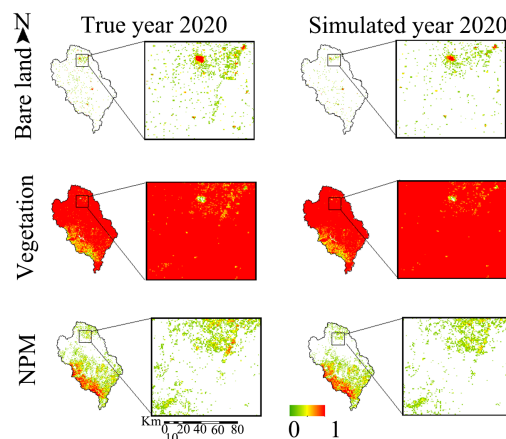 N
True year 2020
Simulated year 2020
Bare land
Vegetation
NPM
Km
0 20 40 60 80
10
0 1